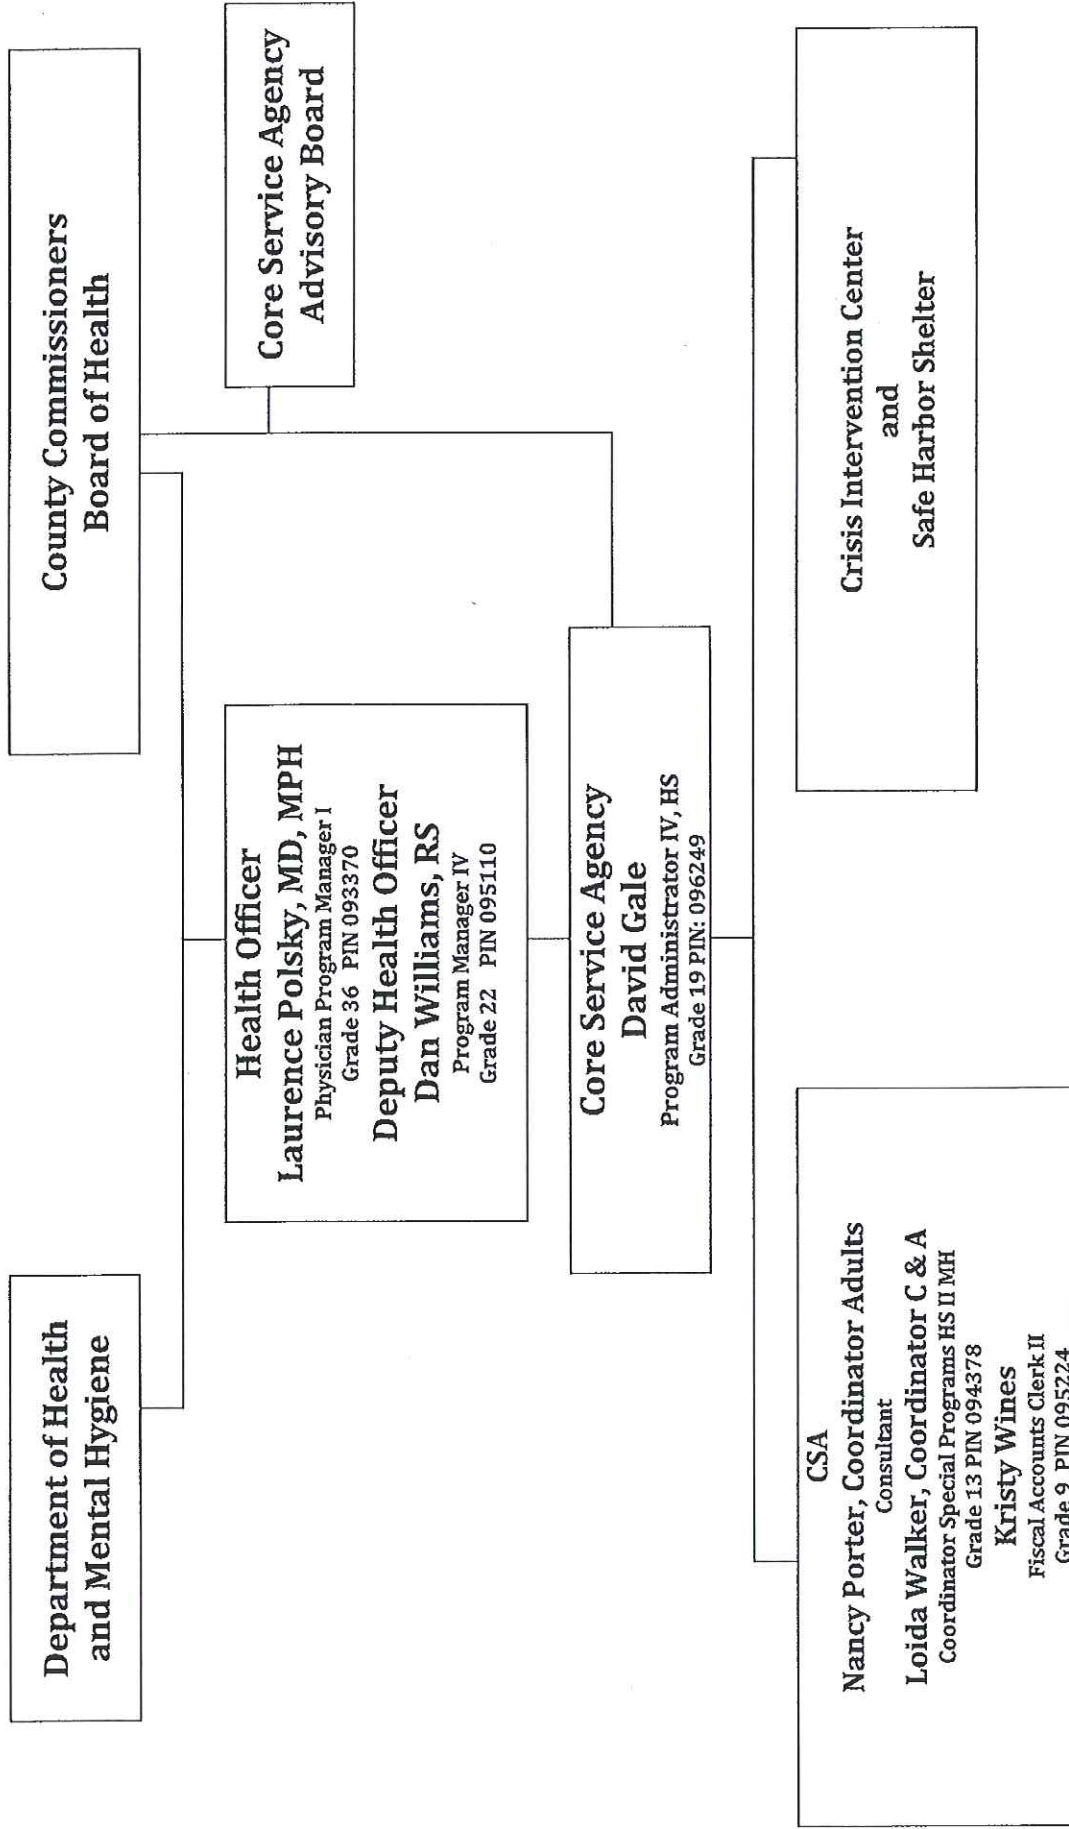 Department of Health
and Mental Hygiene
County Commissioners
Board of Health
Core Service Agency
Advisory Board
Health Officer
Laurence Polsky, MD, MPH
Physician Program Manager I
Grade 36 PIN 093370
Deputy Health Officer
Dan Williams, RS
Program Manager IV
Grade 22 PIN 095110
Core Service Agency
David Gale
Program Administrator IV, HS
Grade 19 PIN: 096249
CSA
Nancy Porter, Coordinator Adults
Consultant
Loida Walker, Coordinator C & A
Coordinator Special Programs HS II MH
Grade 13 PIN 094378
Kristy Wines
Fiscal Accounts Clerk II
Grade 9 PIN 095224
Crisis Intervention Center
and
Safe Harbor Shelter